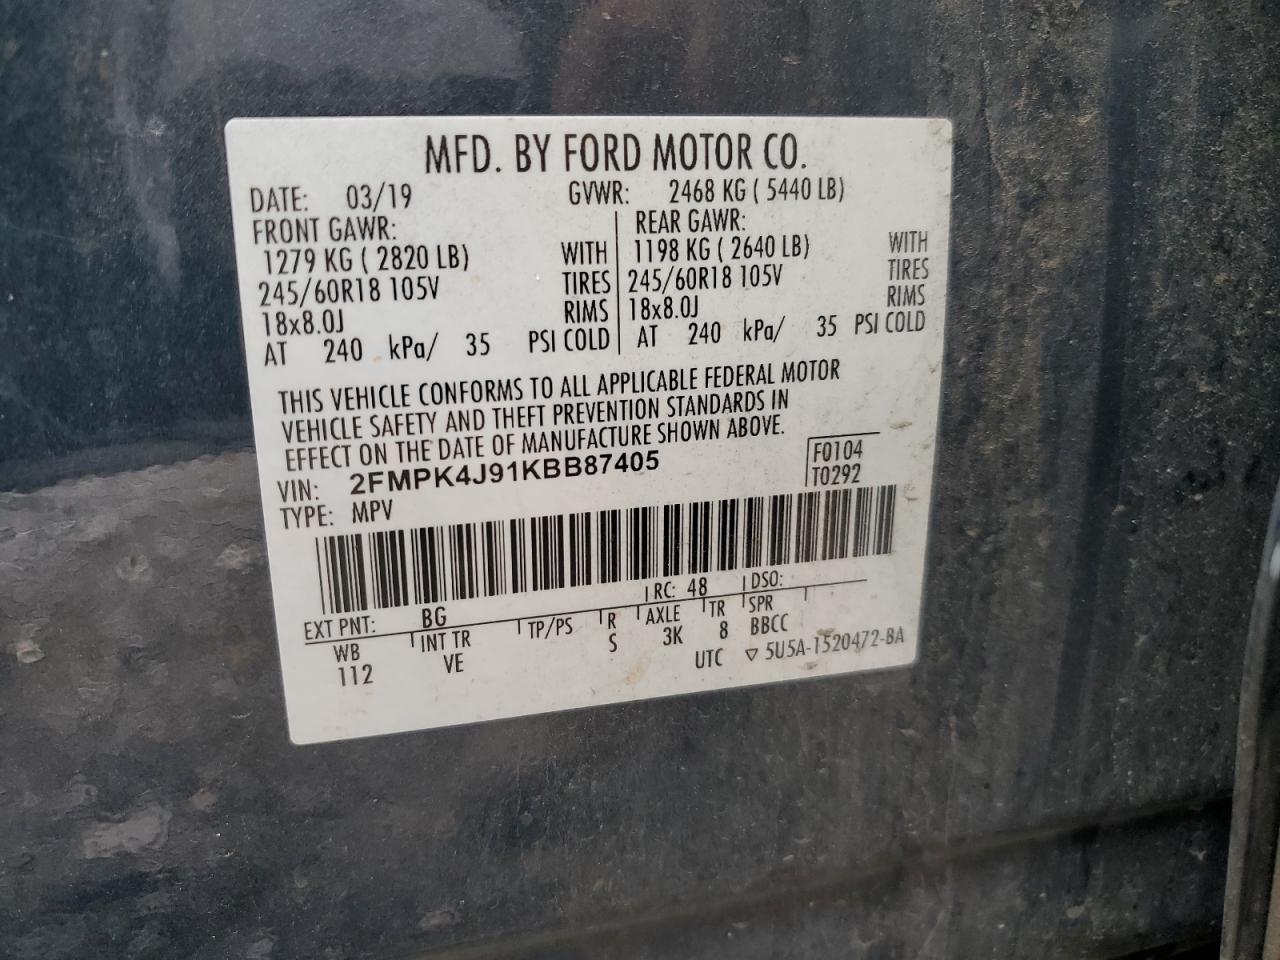 MFD. BY FORD MOTOR CO.
DATE: 03/19 GVWR: 2468 KG ( 5440 LB)
FRONT GAWR: REAR GAWR:
1279 KG ( 2820 LB) WITH 1198 KG ( 2640 LB) WITH
245/60R18 105V TIRES 245/60R18 105V TIRES
18x8.0J RIMS 18x8.0J RIMS
AT 240 kPa/ 35 PSI COLD AT 240 kPa/ 35 PSI COLD
THIS VEHICLE CONFORMS TO ALL APPLICABLE FEDERAL MOTOR
VEHICLE SAFETY AND THEFT PREVENTION STANDARDS IN
EFFECT ON THE DATE OF MANUFACTURE SHOWN ABOVE.
VIN: 2FMPK4J91KBB87405 F0104
TYPE: MPV T0292
EXT PNT: BG RC: 48 DSO:
WB INT TR TP/PS R AXLE TR SPR
112 VE S 3K 8 BBCC
UTC ▽ 5U5A-1520472-BA